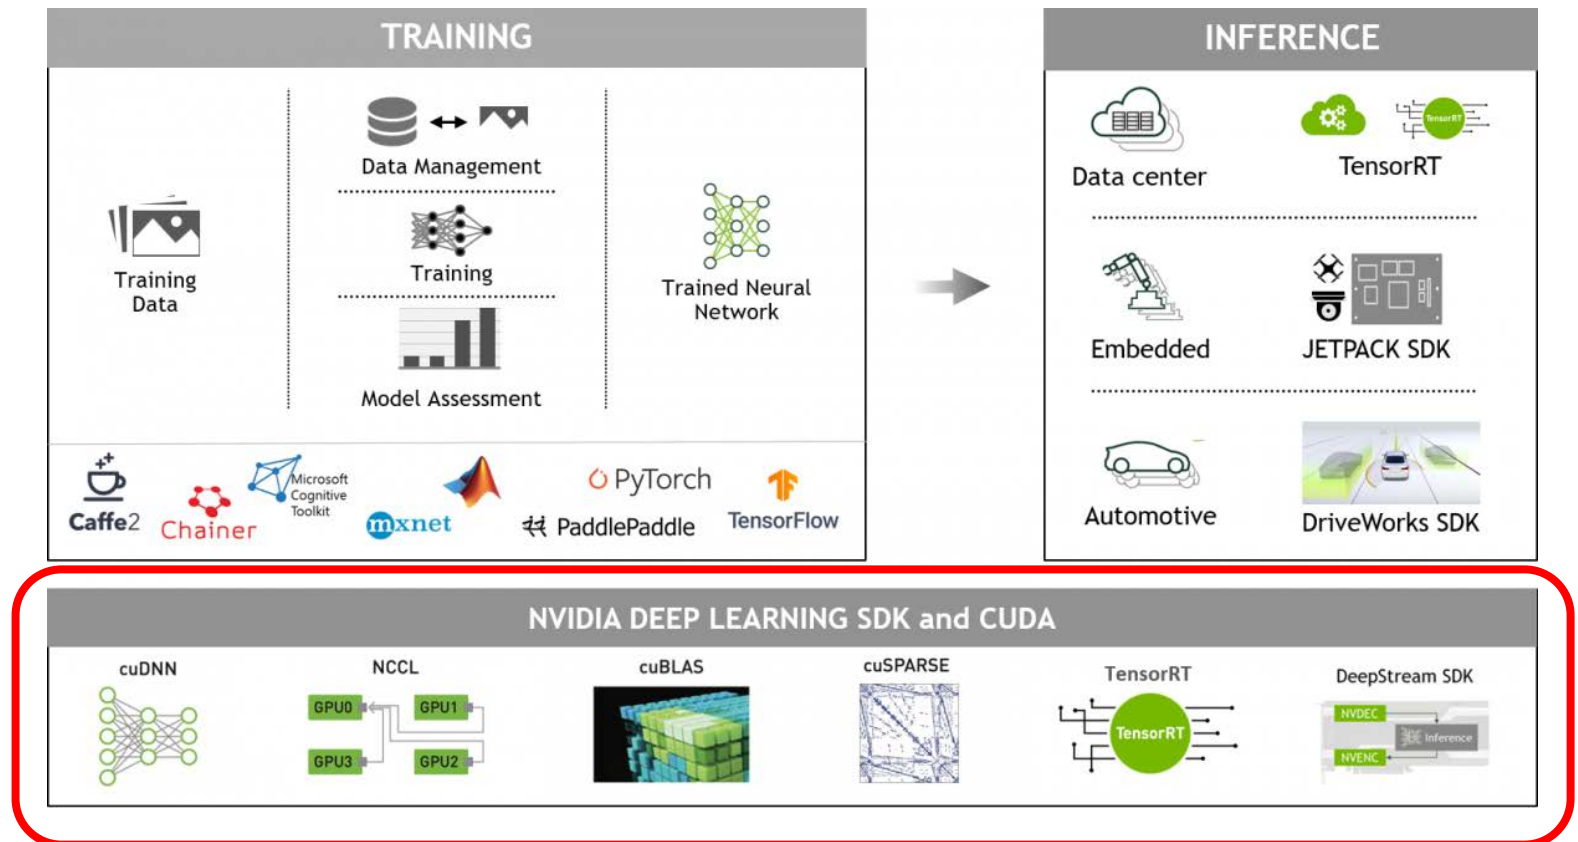 TRAINING
Data Management
Training
Data
Training
Model Assessment
Trained Neural
Network
Caffe2
Chainer
Microsoft
Cognitive
Toolkit
mxnet
PyTorch
PaddlePaddle
TensorFlow
INFERENCE
Data center
TensorRT
TensorRT
Embedded
JETPACK SDK
Automotive
DriveWorks SDK
NVIDIA DEEP LEARNING SDK and CUDA
cuDNN
NCCL
GPU0
GPU1
GPU3
GPU2
cuBLAS
cuSPARSE
TensorRT
TensorRT
DeepStream SDK
NVDEC
Inference
NVENC